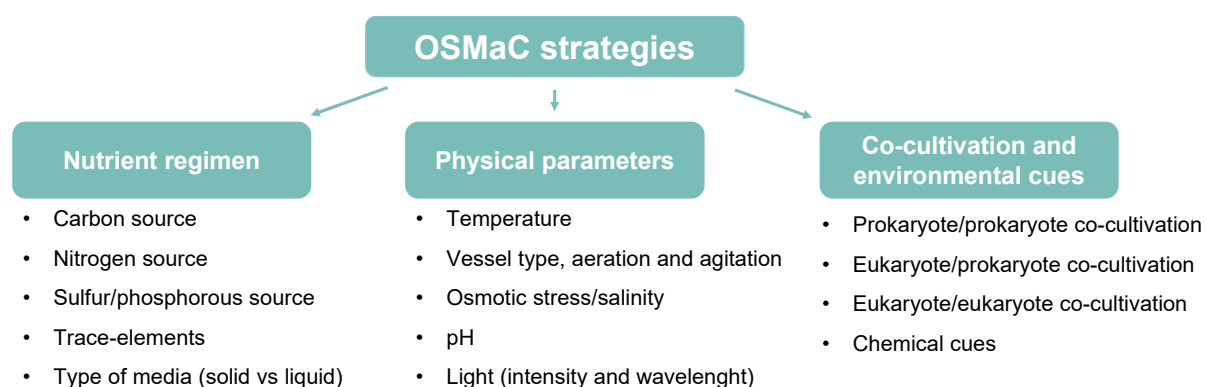 OSMaC strategies
Nutrient regimen
• Carbon source
• Nitrogen source
• Sulfur/phosphorous source
• Trace-elements
• Type of media (solid vs liquid)
Physical parameters
• Temperature
• Vessel type, aeration and agitation
• Osmotic stress/salinity
• pH
• Light (intensity and wavelenght)
Co-cultivation and
environmental cues
• Prokaryote/prokaryote co-cultivation
• Eukaryote/prokaryote co-cultivation
• Eukaryote/eukaryote co-cultivation
• Chemical cues